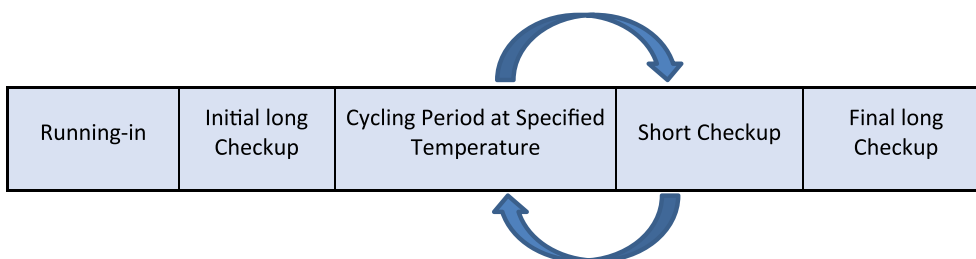 Running-in
Initial long
Checkup
Cycling Period at Specified
Temperature
Short Checkup
Final long
Checkup